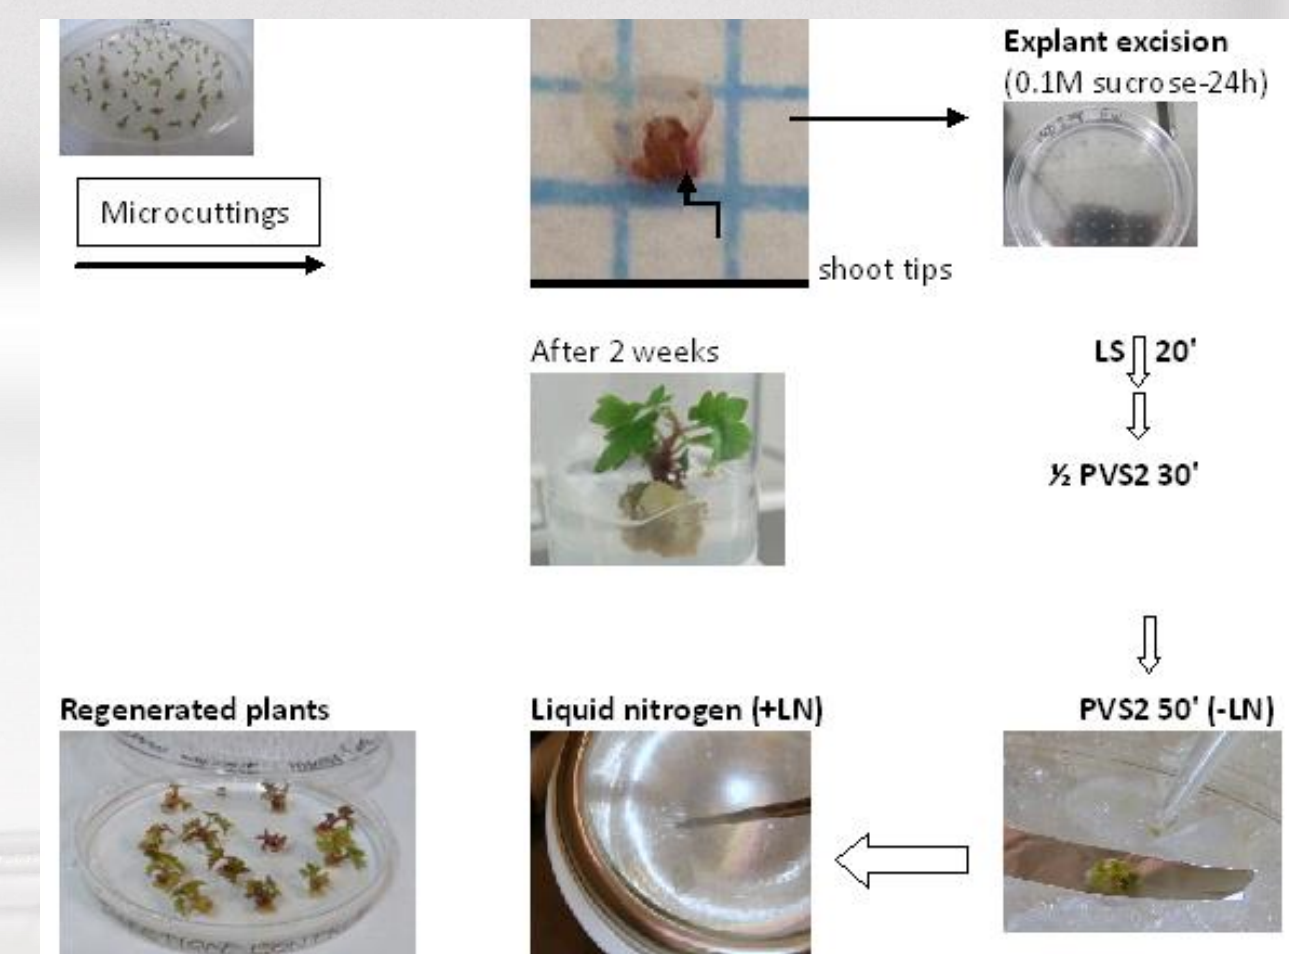 Explant excision
(0.1M sucrose-24h)
Microcuttings
shoot tips
After 2 weeks
LS 20'
½ PVS2 30'
Regenerated plants
Liquid nitrogen (+LN)
PVS2 50' (-LN)